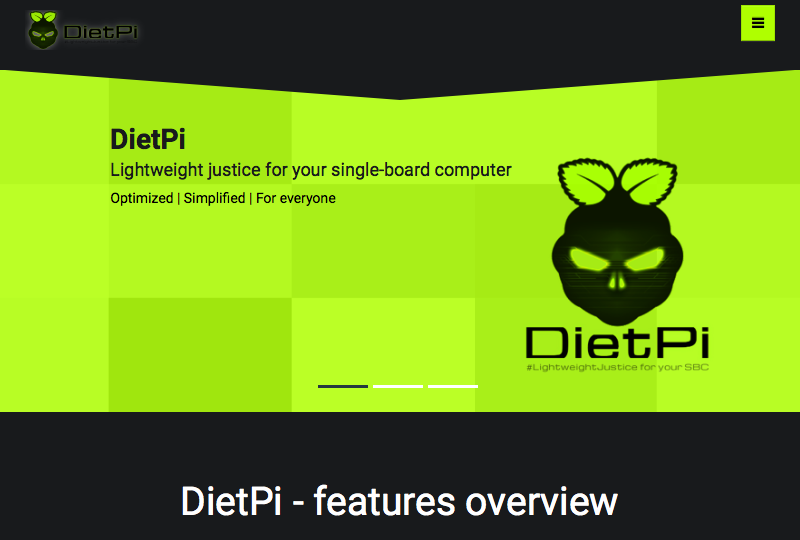 DietPi
DietPi
Lightweight justice for your single-board computer
Optimized | Simplified | For everyone
DietPi
#LightweightJustice for your SBC
DietPi - features overview